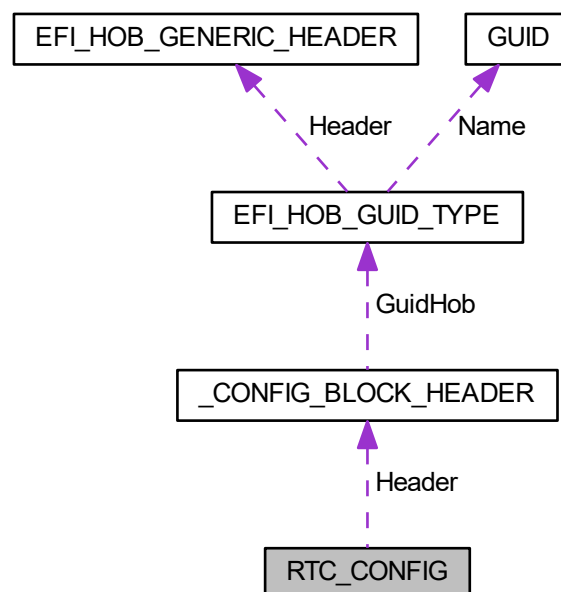 EFI_HOB_GENERIC_HEADER
GUID
Header
Name
EFI_HOB_GUID_TYPE
GuidHob
_CONFIG_BLOCK_HEADER
Header
RTC_CONFIG